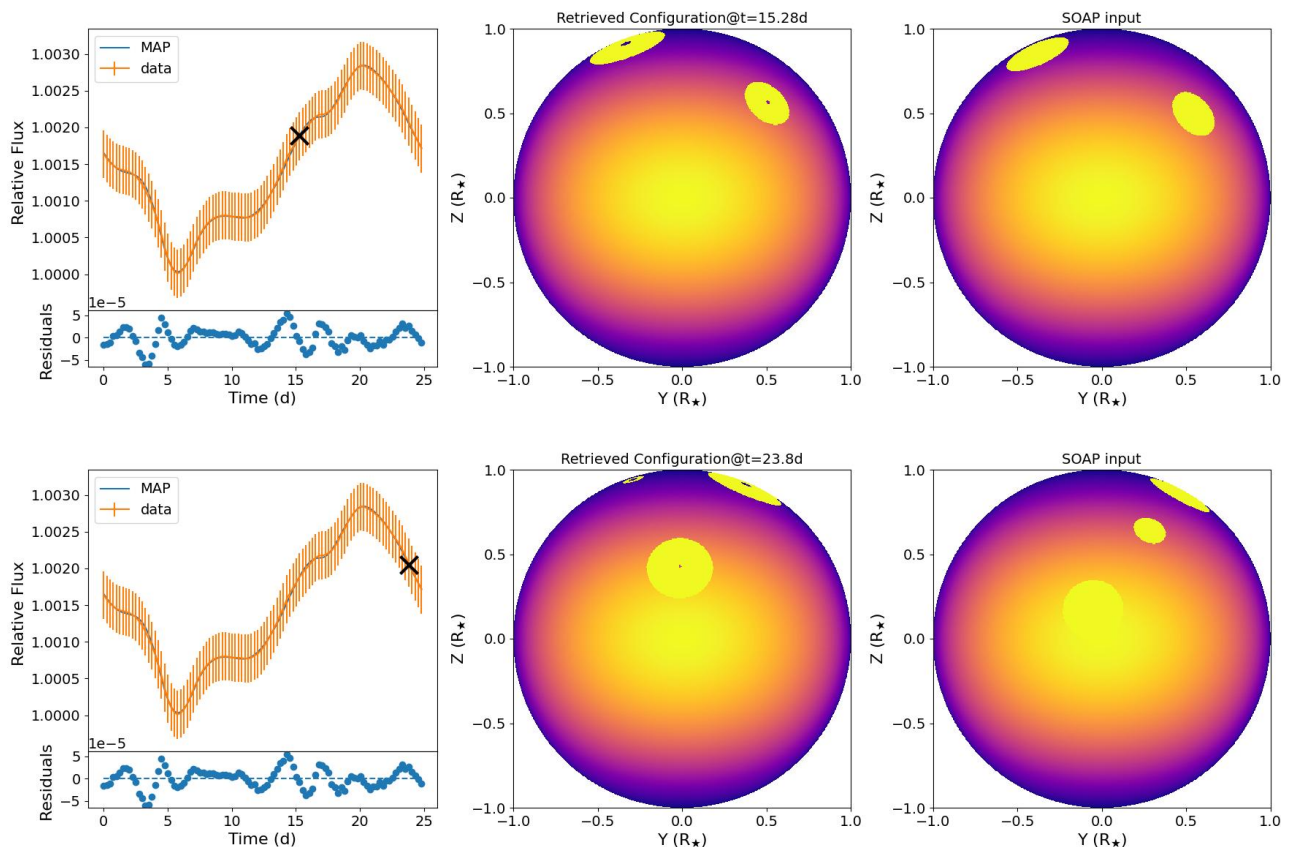 Retrieved Configuration@t=15.28d
SOAP input
MAP
data
1.0030
1.0025
1.0020
1.0015
1.0010
1.0005
1.0000
Relative Flux
1e−5
5
0
−5
Residuals
0 5 10 15 20 25
Time (d)
1.0
0.5
0.0
−0.5
−1.0
Z (R★)
−1.0 −0.5 0.0 0.5 1.0
Y (R★)
1.0
0.5
0.0
−0.5
−1.0
Z (R★)
−1.0 −0.5 0.0 0.5 1.0
Y (R★)
Retrieved Configuration@t=23.8d
SOAP input
MAP
data
1.0030
1.0025
1.0020
1.0015
1.0010
1.0005
1.0000
Relative Flux
1e−5
5
0
−5
Residuals
0 5 10 15 20 25
Time (d)
1.0
0.5
0.0
−0.5
−1.0
Z (R★)
−1.0 −0.5 0.0 0.5 1.0
Y (R★)
1.0
0.5
0.0
−0.5
−1.0
Z (R★)
−1.0 −0.5 0.0 0.5 1.0
Y (R★)